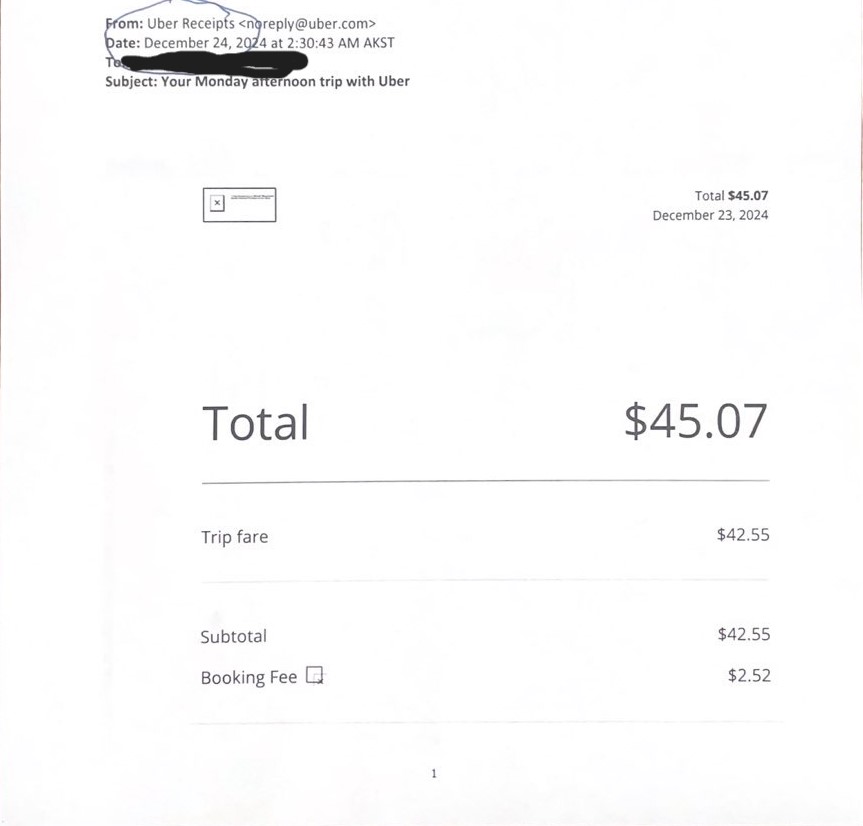 From: Uber Receipts <noreply@uber.com>
Date: December 24, 2024 at 2:30:43 AM AKST
To:
Subject: Your Monday afternoon trip with Uber
Total $45.07
December 23, 2024
Total $45.07
Trip fare $42.55
Subtotal $42.55
Booking Fee $2.52
1